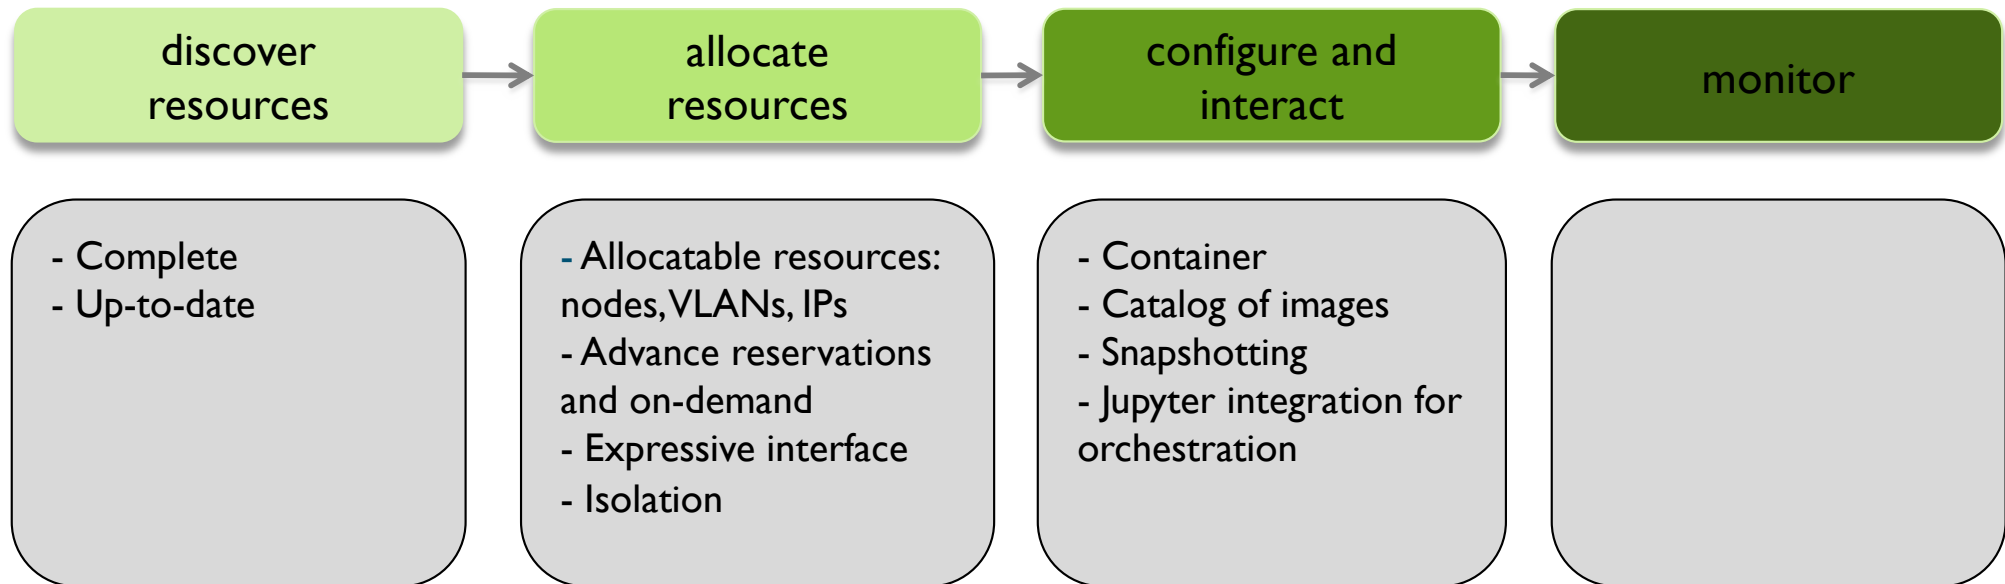 discover
resources
allocate
resources
configure and
interact
monitor
- Complete
- Up-to-date
- Allocatable resources:
nodes, VLANs, IPs
- Advance reservations
and on-demand
- Expressive interface
- Isolation
- Container
- Catalog of images
- Snapshotting
- Jupyter integration for
orchestration